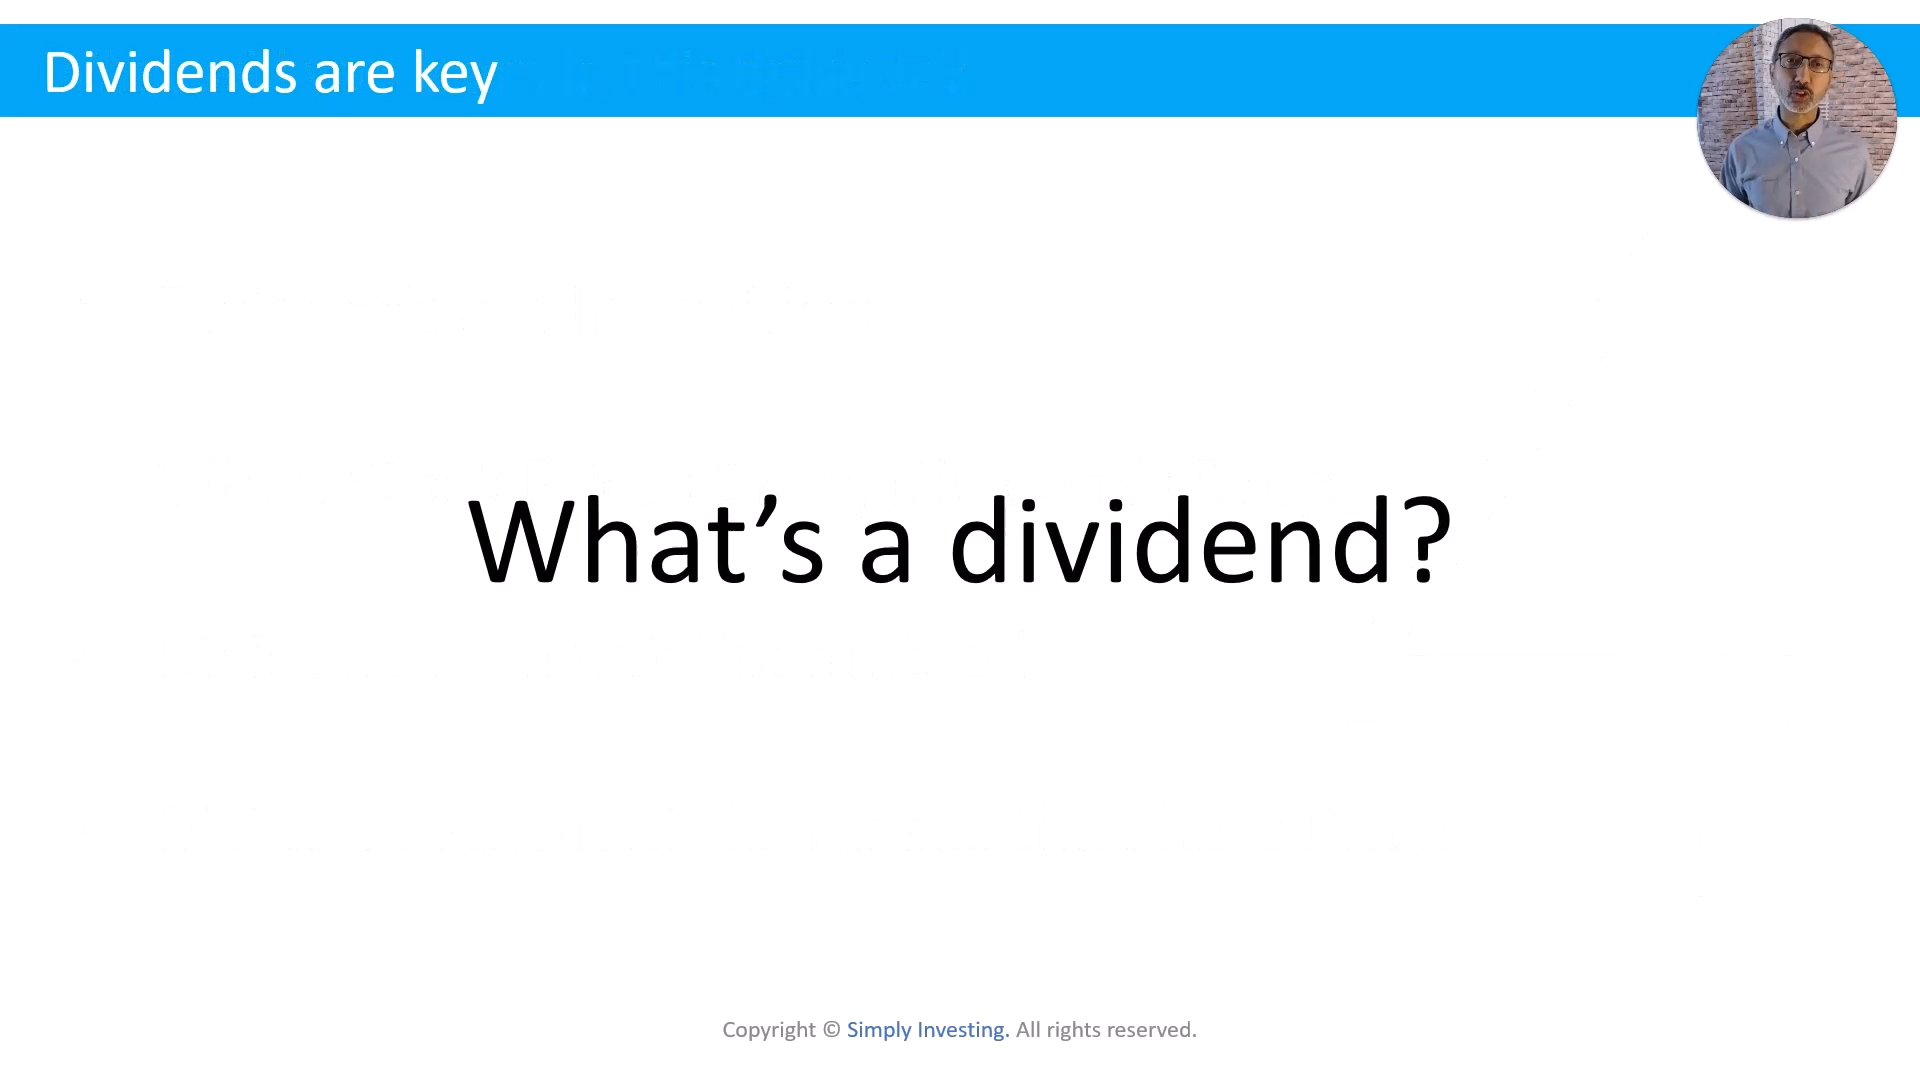 Dividends are key
What’s a dividend?
Copyright © Simply Investing. All rights reserved.